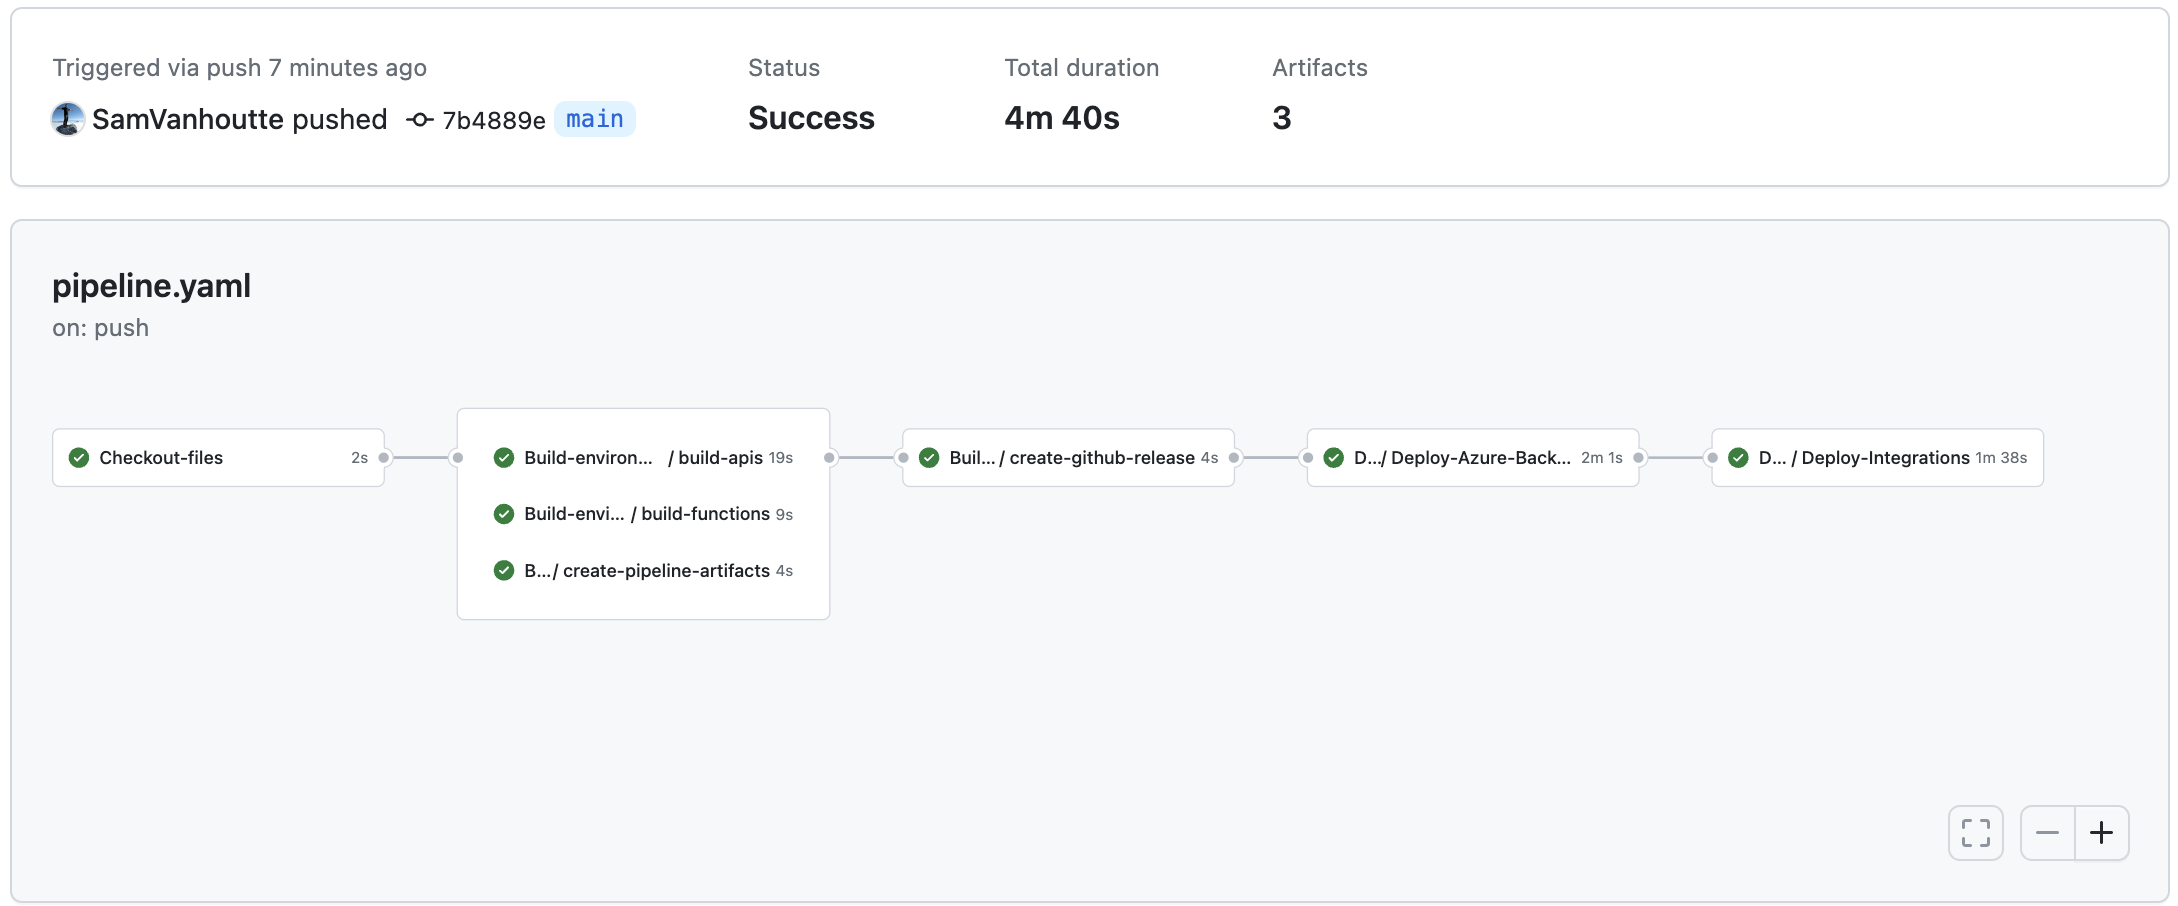 Triggered via push 7 minutes ago
SamVanhoutte pushed 7b4889e main
Status
Success
Total duration
4m 40s
Artifacts
3
pipeline.yaml
on: push
Checkout-files 2s
Build-environ... / build-apis 19s
Build-envi... / build-functions 9s
B.../ create-pipeline-artifacts 4s
Buil... / create-github-release 4s
D.../ Deploy-Azure-Back... 2m 1s
D... / Deploy-Integrations 1m 38s